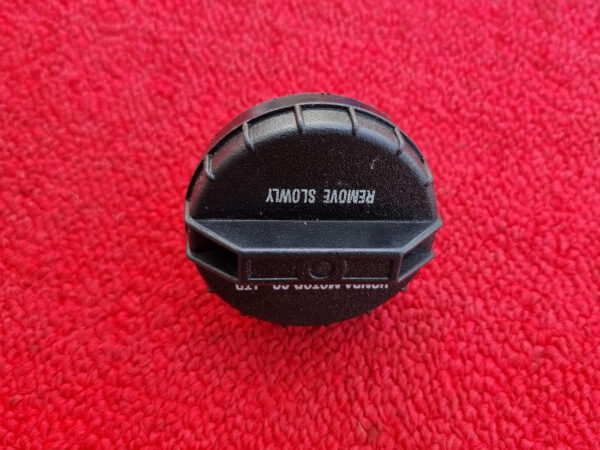 HONDA MOTOR CO., LTD.
REMOVE SLOWLY